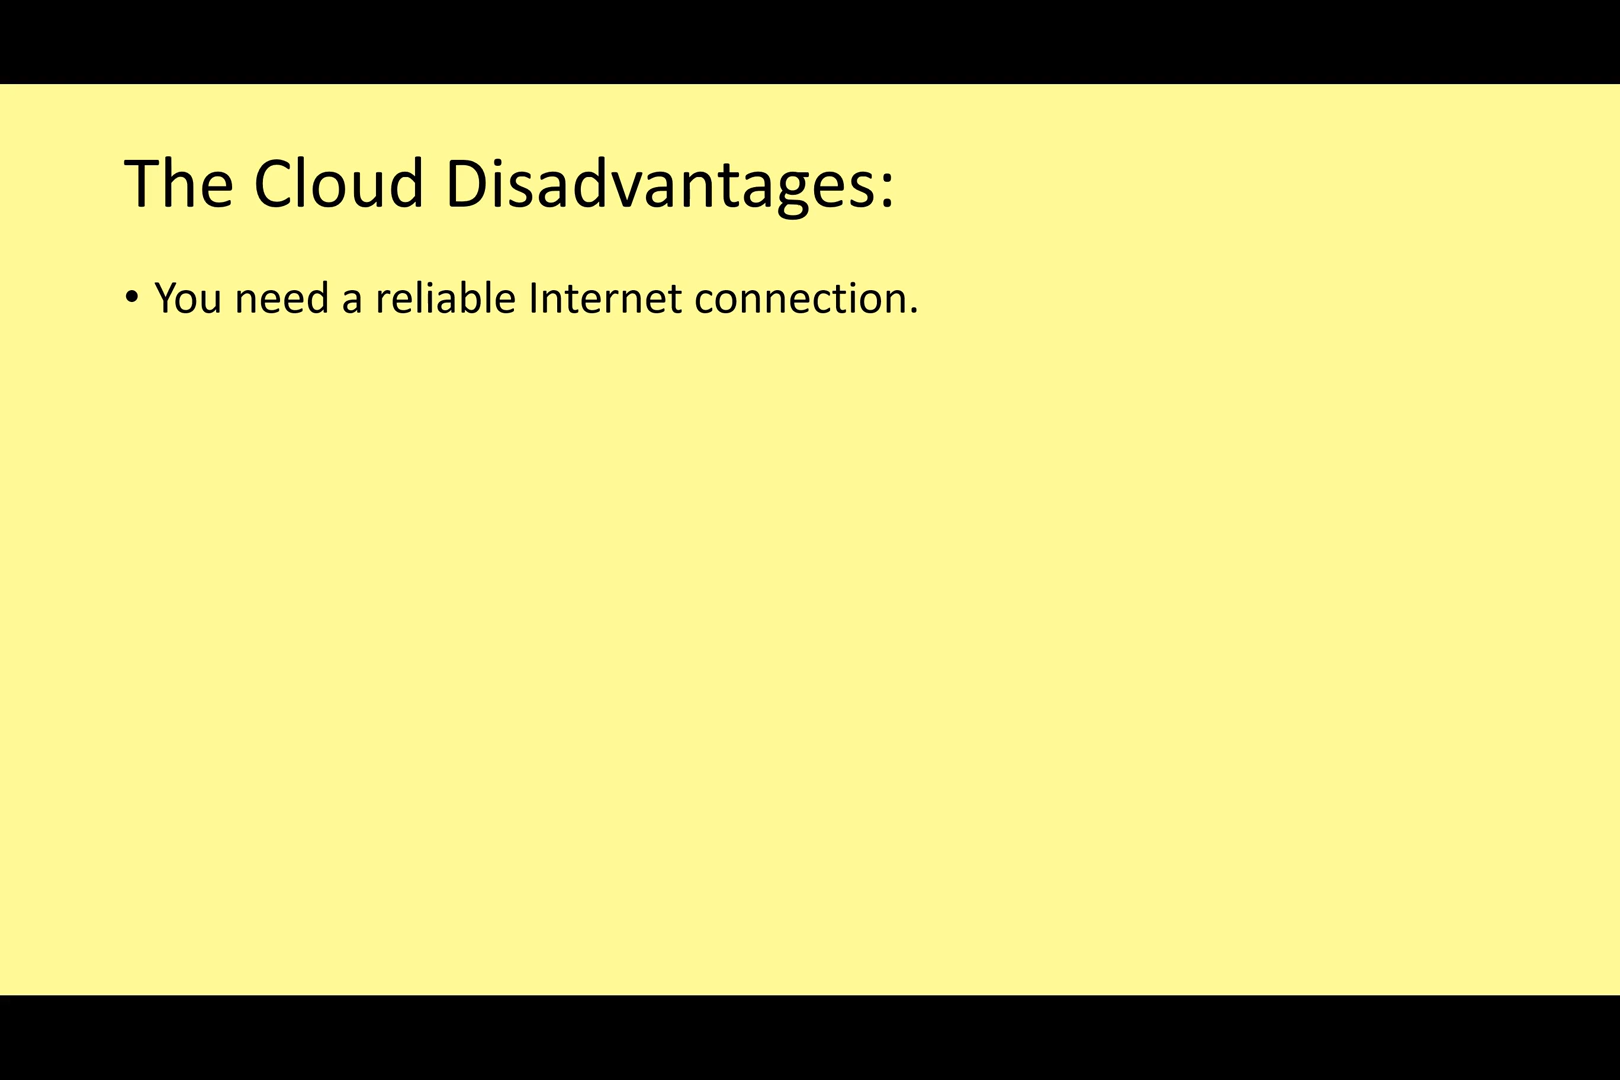 The Cloud Disadvantages:
• You need a reliable Internet connection.